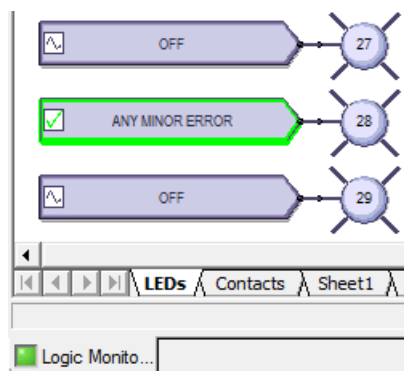 OFF 27
ANY MINOR ERROR 28
OFF 29
LEDs Contacts Sheet1
Logic Monito...